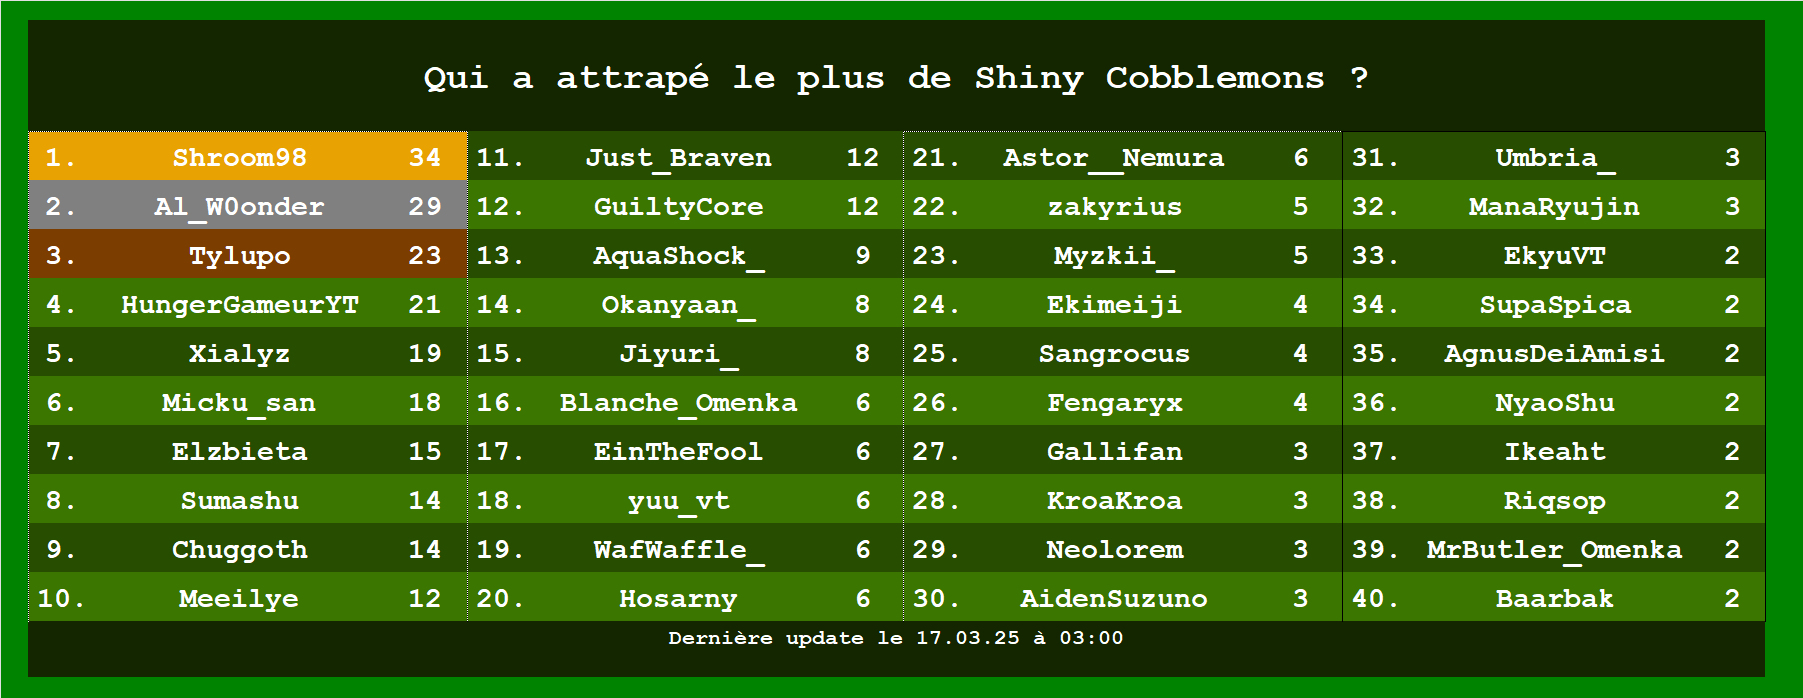 Qui a attrapé le plus de Shiny Cobblemons ?
1. Shroom98 34
2. Al_W0onder 29
3. Tylupo 23
4. HungerGameurYT 21
5. Xialyz 19
6. Micku_san 18
7. Elzbieta 15
8. Sumashu 14
9. Chuggoth 14
10. Meeilye 12
11. Just_Braven 12
12. GuiltyCore 12
13. AquaShock_ 9
14. Okanyaan_ 8
15. Jiyuri_ 8
16. Blanche_Omenka 6
17. EinTheFool 6
18. yuu_vt 6
19. WafWaffle_ 6
20. Hosarny 6
21. Astor__Nemura 6
22. zakyrius 5
23. Myzkii_ 5
24. Ekimeiji 4
25. Sangrocus 4
26. Fengaryx 4
27. Gallifan 3
28. KroaKroa 3
29. Neolorem 3
30. AidenSuzuno 3
31. Umbria_ 3
32. ManaRyujin 3
33. EkyuVT 2
34. SupaSpica 2
35. AgnusDeiAmisi 2
36. NyaoShu 2
37. Ikeaht 2
38. Riqsop 2
39. MrButler_Omenka 2
40. Baarbak 2
Dernière update le 17.03.25 à 03:00